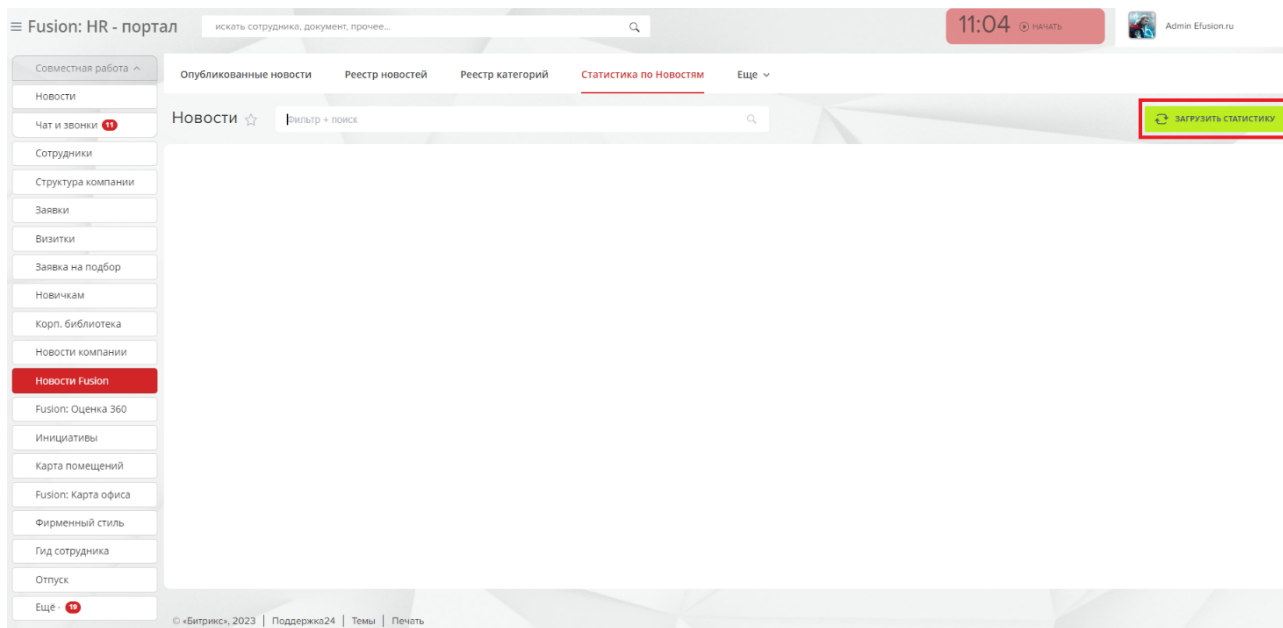 Fusion: HR - портал
искать сотрудника, документ, прочее...
11:04 НАЧАТЬ
Admin Efusion.ru
Совместная работа
Новости
Чат и звонки 11
Сотрудники
Структура компании
Заявки
Визитки
Заявка на подбор
Новичкам
Корп. библиотека
Новости компании
Новости Fusion
Fusion: Оценка 360
Инициативы
Карта помещений
Fusion: Карта офиса
Фирменный стиль
Гид сотрудника
Отпуск
Ещё - 19
Опубликованные новости Реестр новостей Реестр категорий Статистика по Новостям Еще
Новости
Фильтр + поиск
ЗАГРУЗИТЬ СТАТИСТИКУ
© «Битрикс», 2023 | Поддержка24 | Темы | Печать